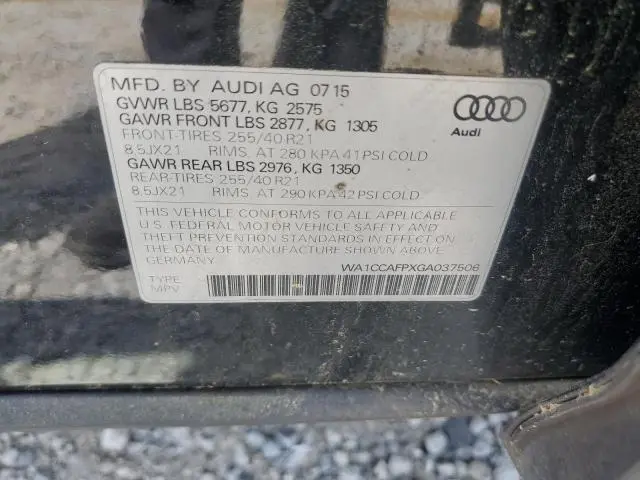 MFD. BY AUDI AG 07 15
GVWR LBS 5677, KG 2575
GAWR FRONT LBS 2877, KG 1305
FRONT-TIRES 255/40 R21
8,5JX21 RIMS, AT 280 KPA 41 PSI COLD
GAWR REAR LBS 2976, KG 1350
REAR-TIRES 255/40 R21
8,5JX21 RIMS, AT 290 KPA 42 PSI COLD
Audi
THIS VEHICLE CONFORMS TO ALL APPLICABLE
U.S. FEDERAL MOTOR VEHICLE SAFETY AND
THEFT PREVENTION STANDARDS IN EFFECT
ON THE DATE OF MANUFACTURE SHOWN ABOVE
GERMANY
WA1CCAFPXGA037506
TYPE
MPV